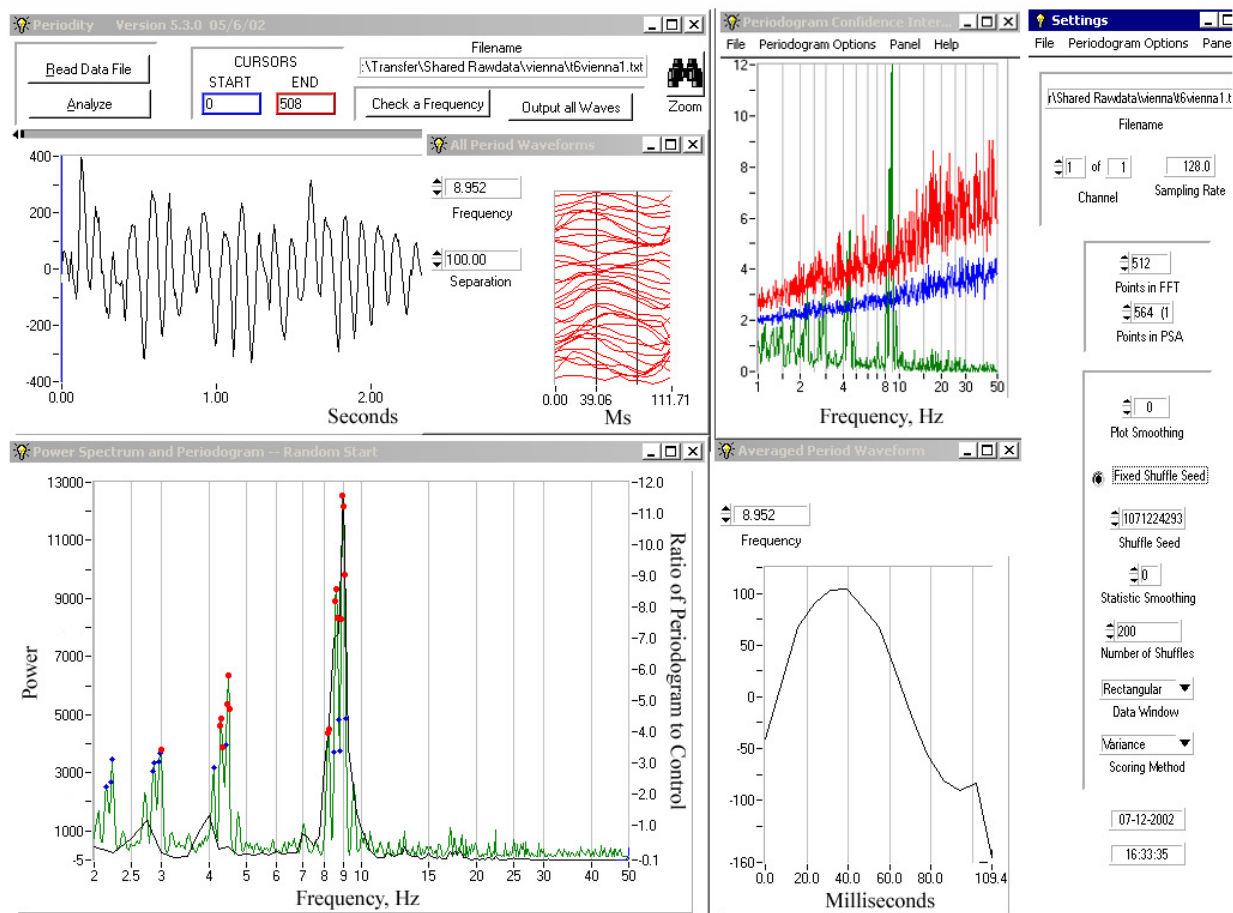 Periodity Version 5.3.0 05/6/02
Read Data File
Analyze
CURSORS
START END
0 508
Filename
:\Transfer\Shared Rawdata\vienna\t6vienna1.txt
Check a Frequency
Output all Waves
Zoom
400
200
0
-200
-400
0.00 1.00 2.00
Seconds
All Period Waveforms
8.952
Frequency
100.00
Separation
0.00 39.06 111.71
Ms
Periodogram Confidence Inter...
File Periodogram Options Panel Help
12
10
8
6
4
2
0
1 2 4 8 10 20 30 50
Frequency, Hz
Settings
File Periodogram Options Pane
r\Shared Rawdata\vienna\t6vienna1.t
Filename
1 of 1 128.0
Channel Sampling Rate
512
Points in FFT
564 (1
Points in PSA
0
Plot Smoothing
Fixed Shuffle Seed
1071224293
Shuffle Seed
0
Statistic Smoothing
200
Number of Shuffles
Rectangular
Data Window
Variance
Scoring Method
07-12-2002
16:33:35
Power Spectrum and Periodogram -- Random Start
13000
11000
9000
7000
5000
3000
1000
-5
Power
12.0
11.0
10.0
9.0
8.0
7.0
6.0
5.0
4.0
3.0
2.0
1.0
-0.1
Ratio of Periodogram to Control
2 3 4 5 6 7 8 9 10 15 20 25 30 40 50
Frequency, Hz
Averaged Period Waveform
8.952
Frequency
100
50
0
-50
-100
-160
0.0 20.0 40.0 60.0 80.0 109.4
Milliseconds